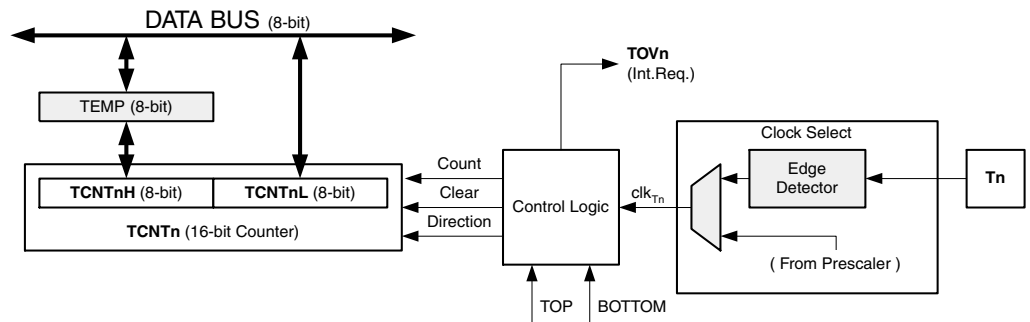 DATA BUS (8-bit)
TOVn
(Int.Req.)
TEMP (8-bit)
Clock Select
Count
Edge
Detector
Tn
TCNTnH (8-bit) TCNTnL (8-bit)
Clear
Control Logic
clkTn
TCNTn (16-bit Counter)
Direction
( From Prescaler )
TOP
BOTTOM